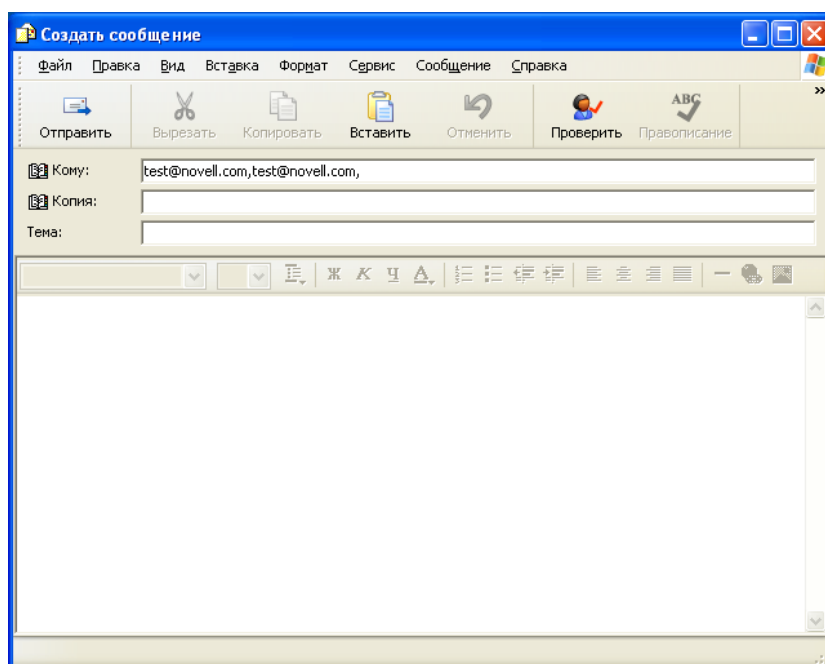 Создать сообщение
Файл Правка Вид Вставка Формат Сервис Сообщение Справка
Отправить Вырезать Копировать Вставить Отменить Проверить ABC Правописание »
Кому: test@novell.com,test@novell.com,
Копия:
Тема:
Ж К Ч А